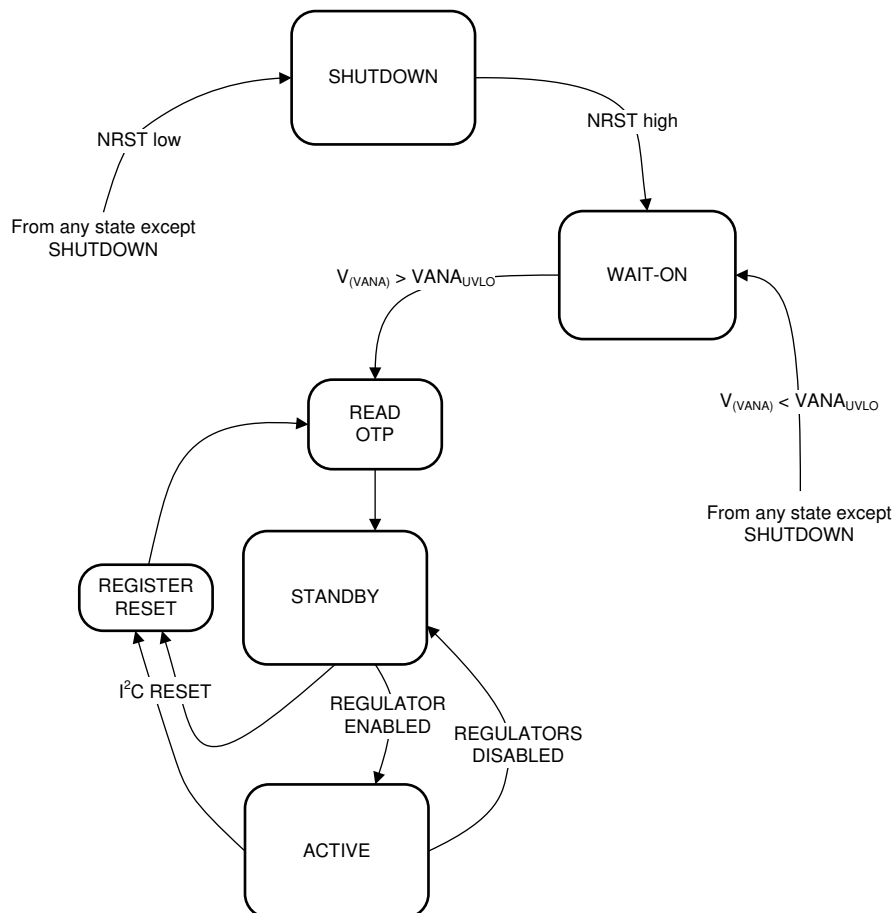 SHUTDOWN
NRST low
NRST high
From any state except
SHUTDOWN
WAIT-ON
V(VANA) > VANAUVLO
V(VANA) < VANAUVLO
READ
OTP
From any state except
SHUTDOWN
REGISTER
RESET
STANDBY
I²C RESET
REGULATOR
ENABLED
REGULATORS
DISABLED
ACTIVE